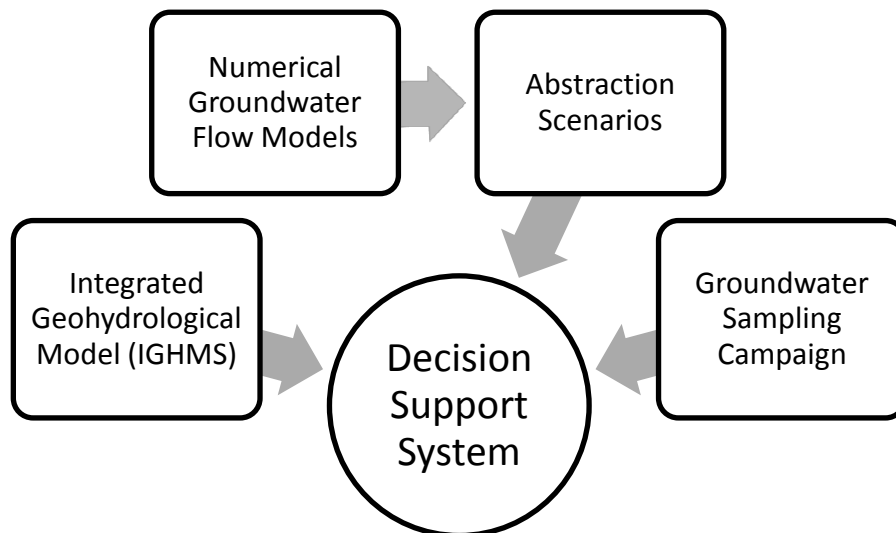 Numerical
Groundwater
Flow Models
Abstraction
Scenarios
Integrated
Geohydrological
Model (IGHMS)
Groundwater
Sampling
Campaign
Decision
Support
System